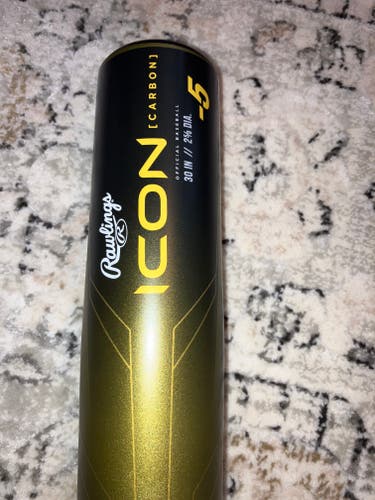 Rawlings
R
ICON
[CARBON]
OFFICIAL BASEBALL
30 IN // 2⅝ DIA.
-5